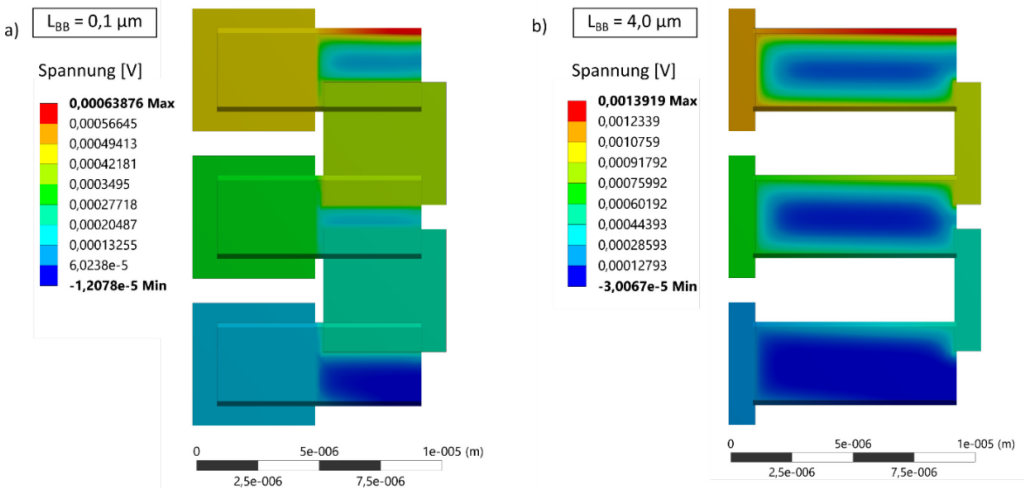 a)
L_BB = 0,1 µm
Spannung [V]
0,00063876 Max
0,00056645
0,00049413
0,00042181
0,0003495
0,00027718
0,00020487
0,00013255
6,0238e-5
-1,2078e-5 Min
0
5e-006
1e-005 (m)
2,5e-006
7,5e-006
b)
L_BB = 4,0 µm
Spannung [V]
0,0013919 Max
0,0012339
0,0010759
0,00091792
0,00075992
0,00060192
0,00044393
0,00028593
0,00012793
-3,0067e-5 Min
0
5e-006
1e-005 (m)
2,5e-006
7,5e-006